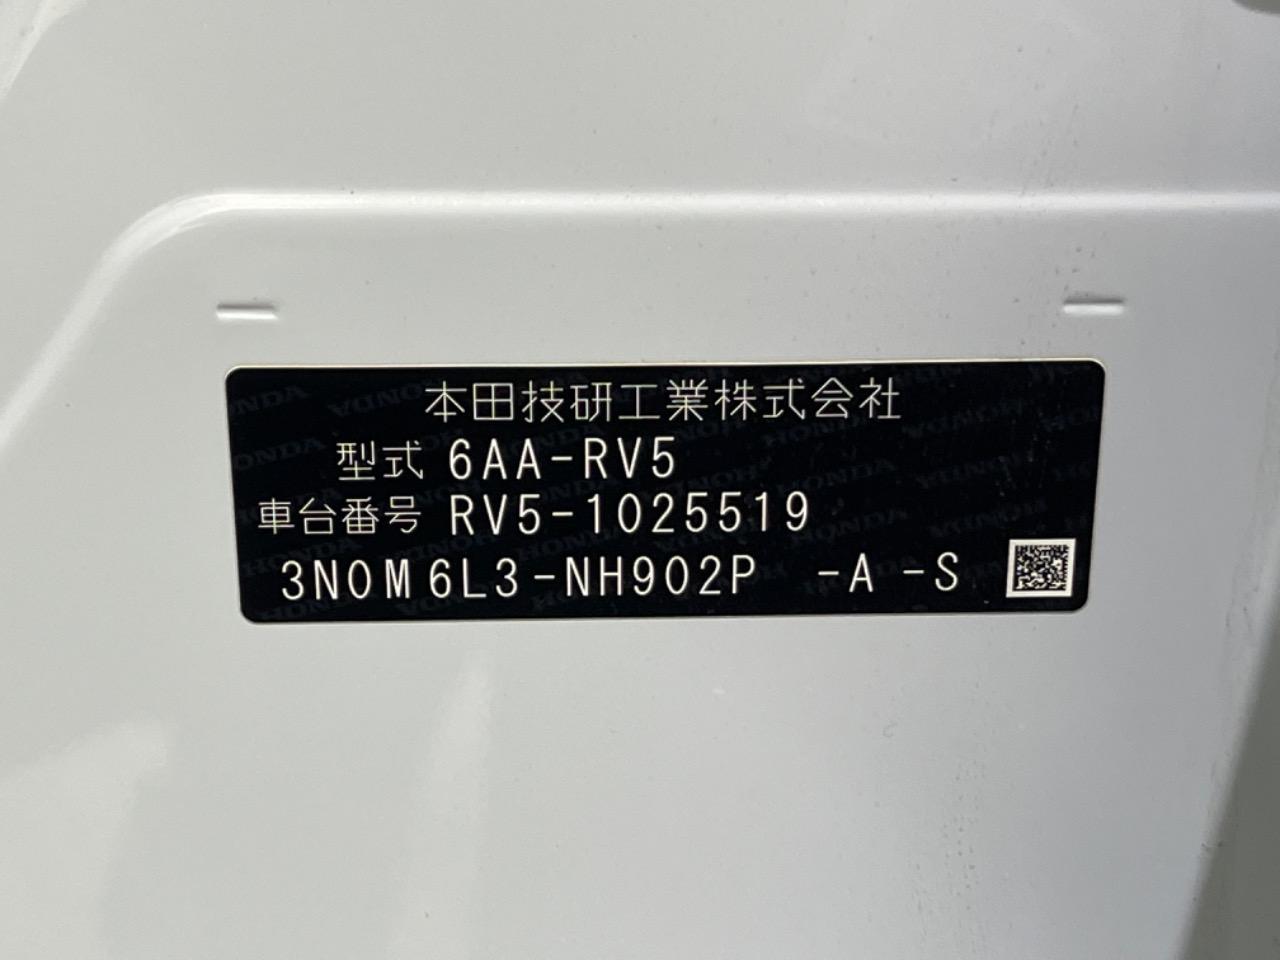 本田技研工業株式会社
型式 6AA-RV5
車台番号 RV5-1025519
3N0M6L3-NH902P -A -S